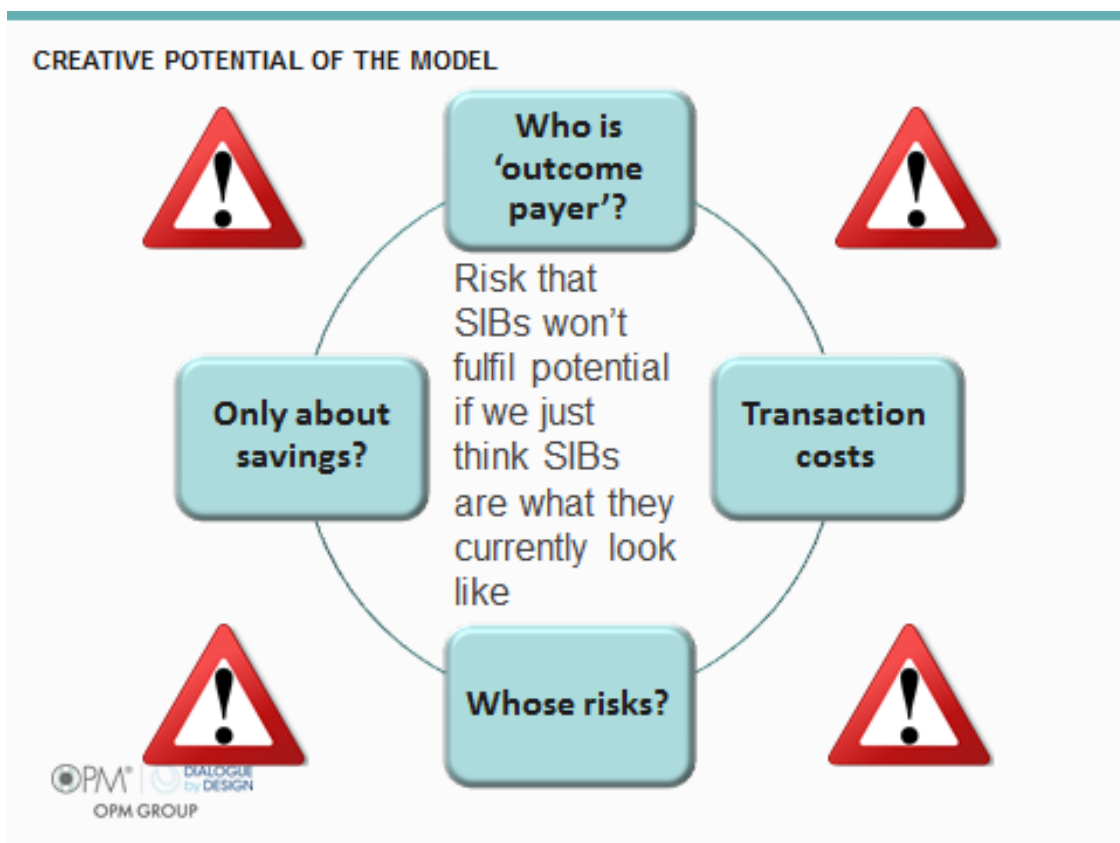 CREATIVE POTENTIAL OF THE MODEL
!
!
Who is
‘outcome
payer’?
Risk that
SIBs won’t
fulfil potential
if we just
think SIBs
are what they
currently look
like
Only about
savings?
Transaction
costs
Whose risks?
!
!
OPM®
DIALOGUE
by DESIGN
OPM GROUP